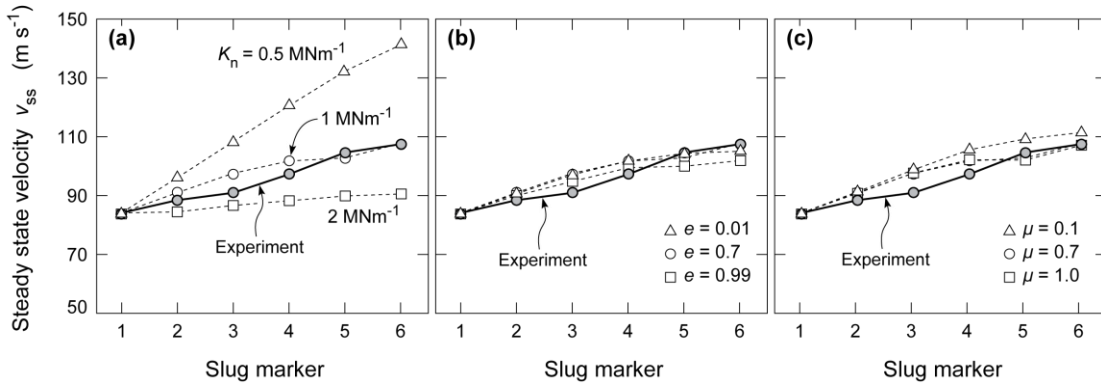 Steady state velocity vss (m s-1)
150
130
110
90
70
50
(a)
Kn = 0.5 MNm-1
1 MNm-1
2 MNm-1
Experiment
1 2 3 4 5 6
Slug marker
(b)
Experiment
e = 0.01
e = 0.7
e = 0.99
1 2 3 4 5 6
Slug marker
(c)
Experiment
μ = 0.1
μ = 0.7
μ = 1.0
1 2 3 4 5 6
Slug marker